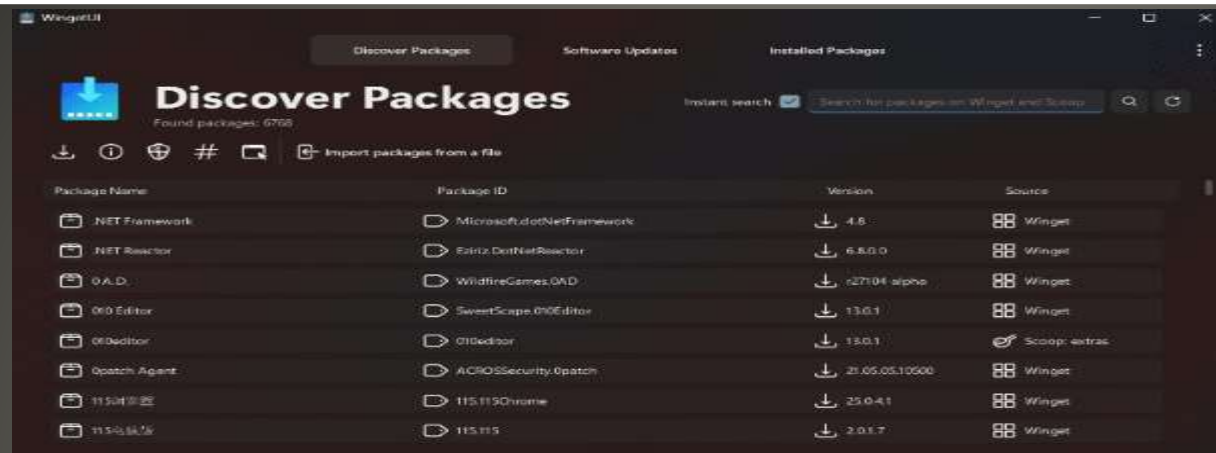 WingetUI
Discover Packages Software Updates Installed Packages
Discover Packages
Instant search Search for packages on Winget and Scoop
Found packages: 6768
Import packages from a file
Package Name Package ID Version Source
.NET Framework Microsoft.dotNetFramework 4.8 Winget
.NET Reactor Eziriz.DotNetReactor 6.8.0.0 Winget
0 A.D. WildfireGames.0AD r27104-alpha Winget
010 Editor SweetScape.010Editor 13.0.1 Winget
010editor 010editor 13.0.1 Scoop: extras
0patch Agent ACROSSecurity.0patch 21.05.05.10500 Winget
115 115.115Chrome 25.0.4.1 Winget
115 115.115 2.0.1.7 Winget